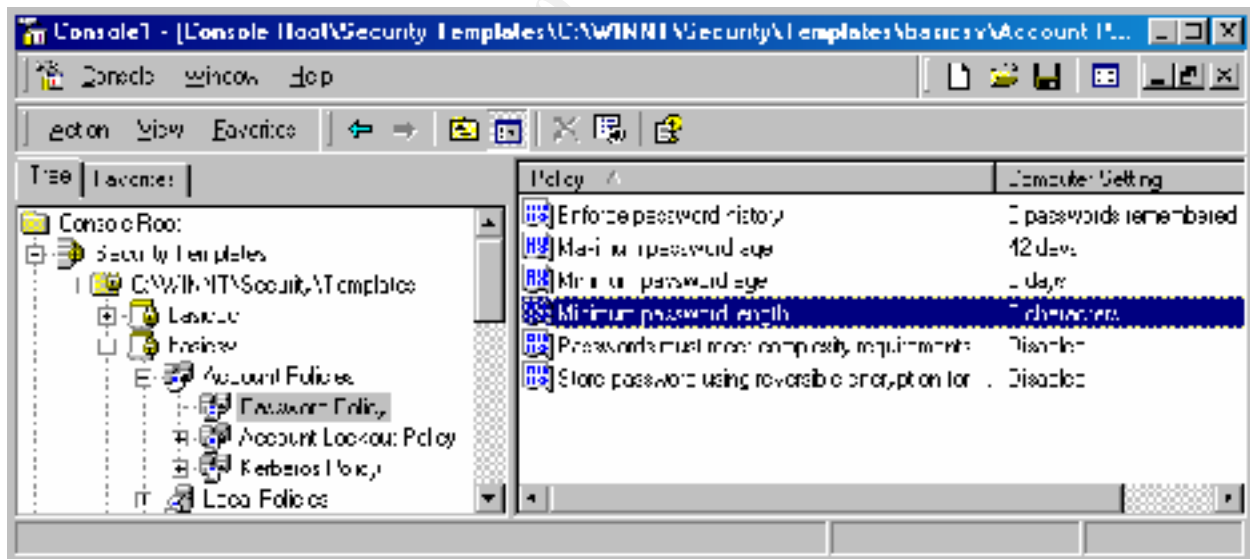 Console1 - [Console Root\Security Templates\C:\WINNT\Security\Templates\basicsv\Account P...
Console Window Help
Action View Favorites
Tree Favorites
Policy Computer Setting
Console Root
Security Templates
C:\WINNT\Security\Templates
basicdc
basicsv
Account Policies
Password Policy
Account Lockout Policy
Kerberos Policy
Local Policies
Enforce password history passwords remembered
Maximum password age 42 days
Minimum password age days
Minimum password length characters
Passwords must meet complexity requirements Disabled
Store password using reversible encryption for ... Disabled